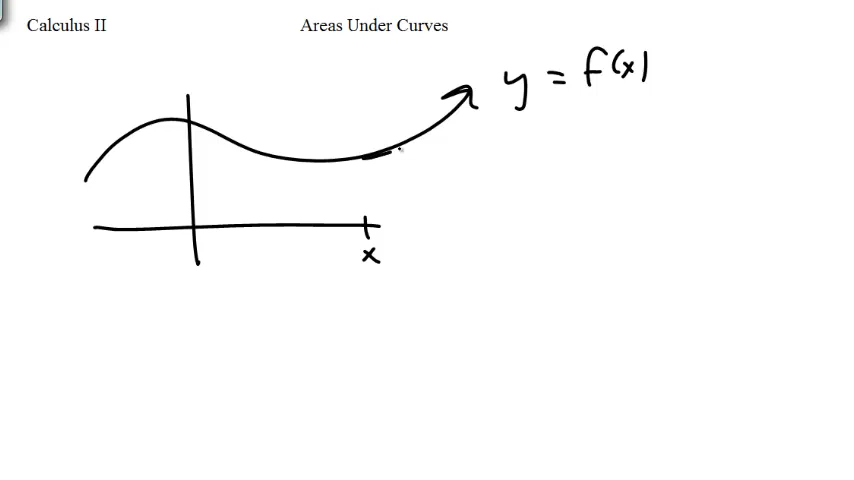 Calculus II
Areas Under Curves
y = f(x)
x